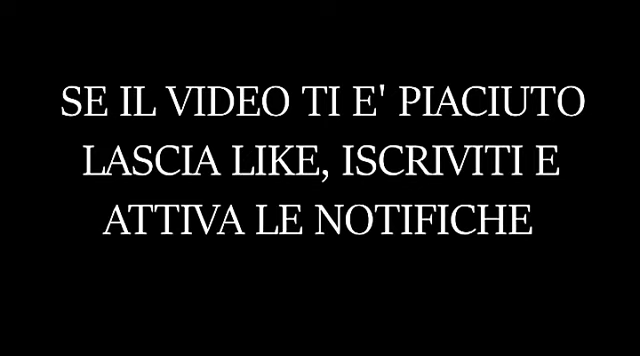 SE IL VIDEO TI E' PIACIUTO
LASCIA LIKE, ISCRIVITI E
ATTIVA LE NOTIFICHE